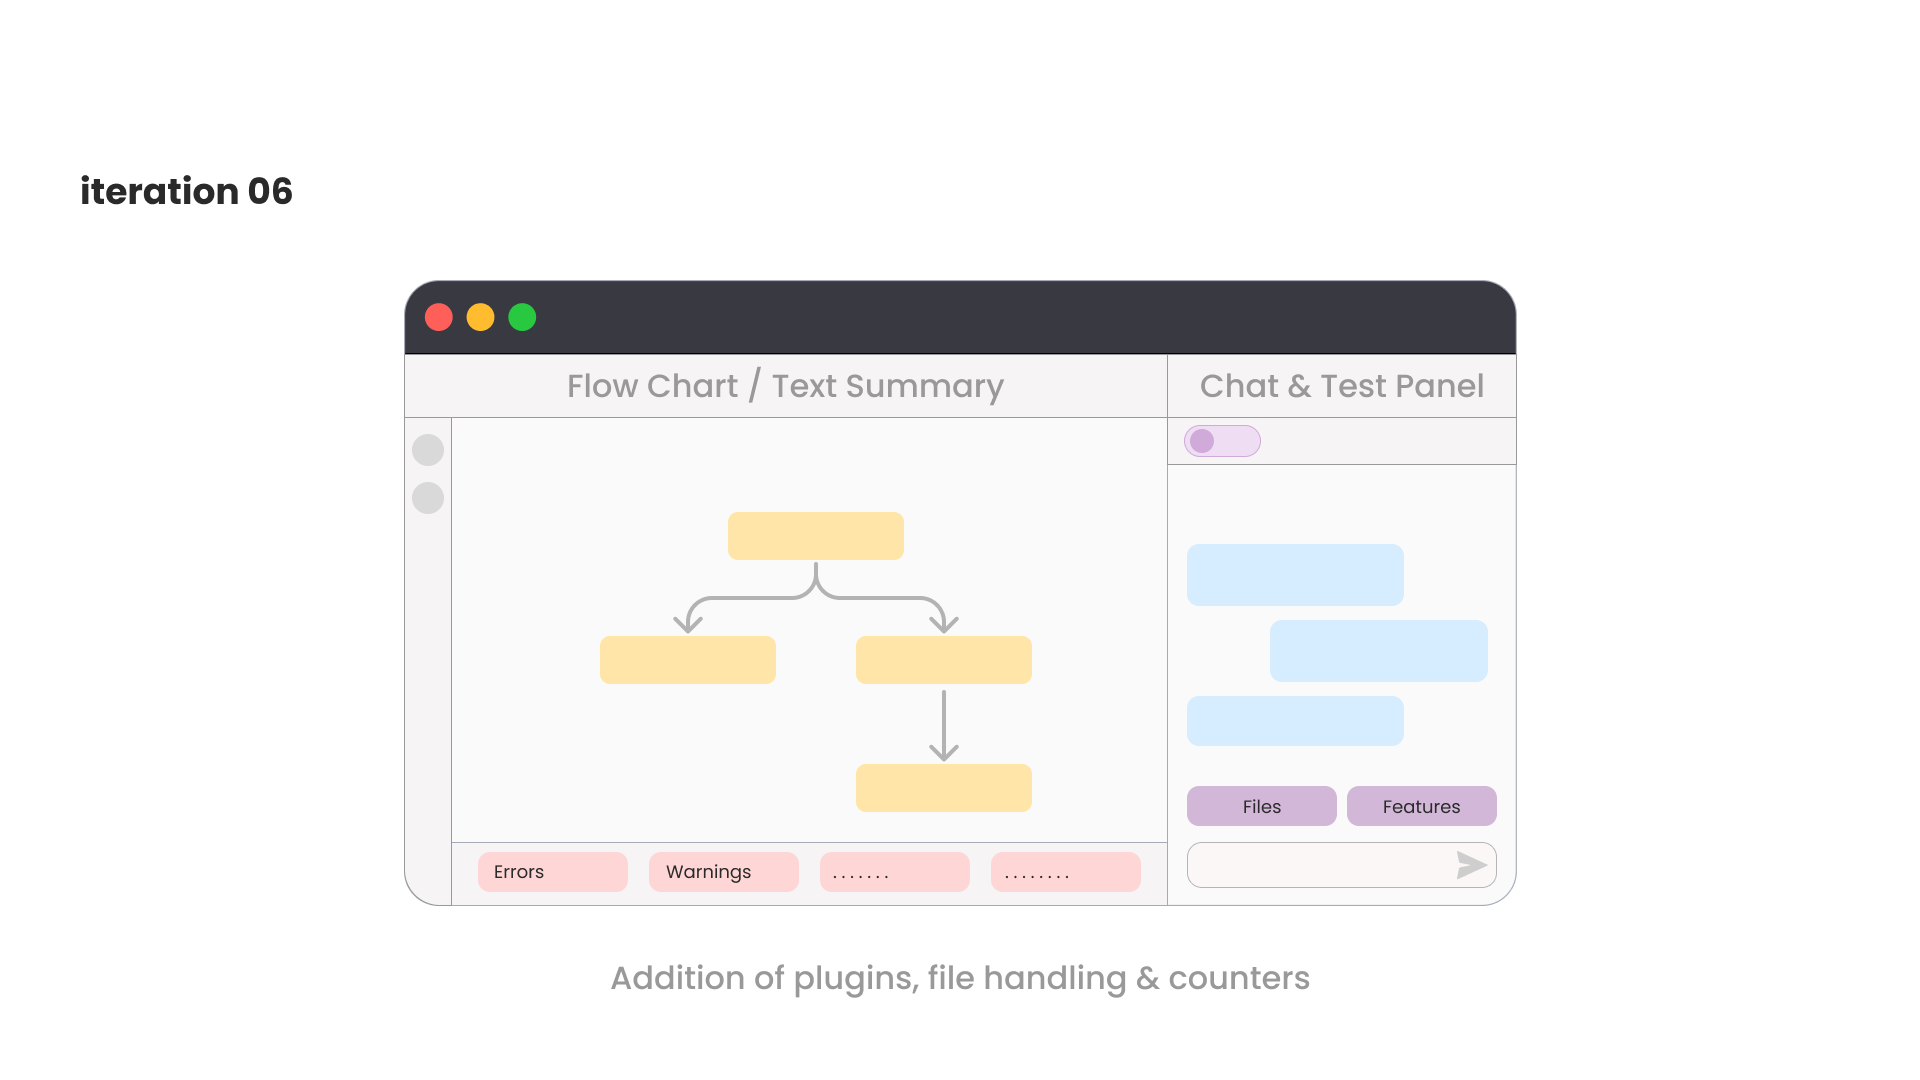 iteration 06
Flow Chart / Text Summary
Chat & Test Panel
Files
Features
Errors
Warnings
.......
........
Addition of plugins, file handling & counters